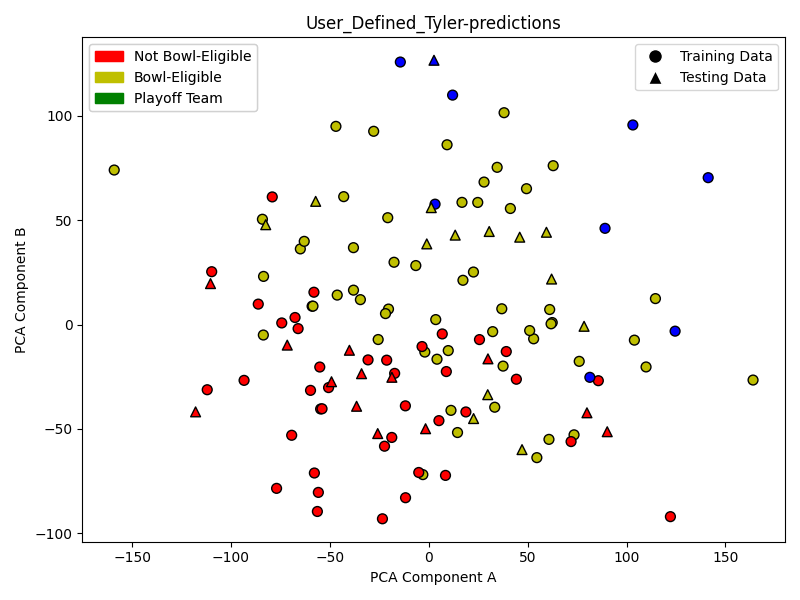 User_Defined_Tyler-predictions
Not Bowl-Eligible
Bowl-Eligible
Playoff Team
Training Data
Testing Data
PCA Component B
100
50
0
−50
−100
−150
−100
−50
0
50
100
150
PCA Component A